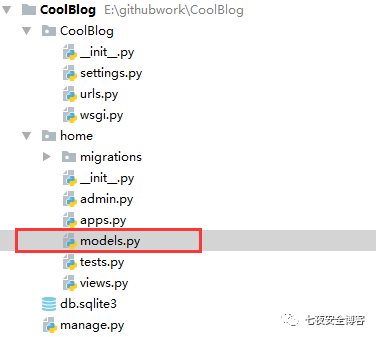 CoolBlog E:\githubwork\CoolBlog
CoolBlog
__init__.py
settings.py
urls.py
wsgi.py
home
migrations
__init__.py
admin.py
apps.py
models.py
tests.py
views.py
db.sqlite3
manage.py
七夜安全博客